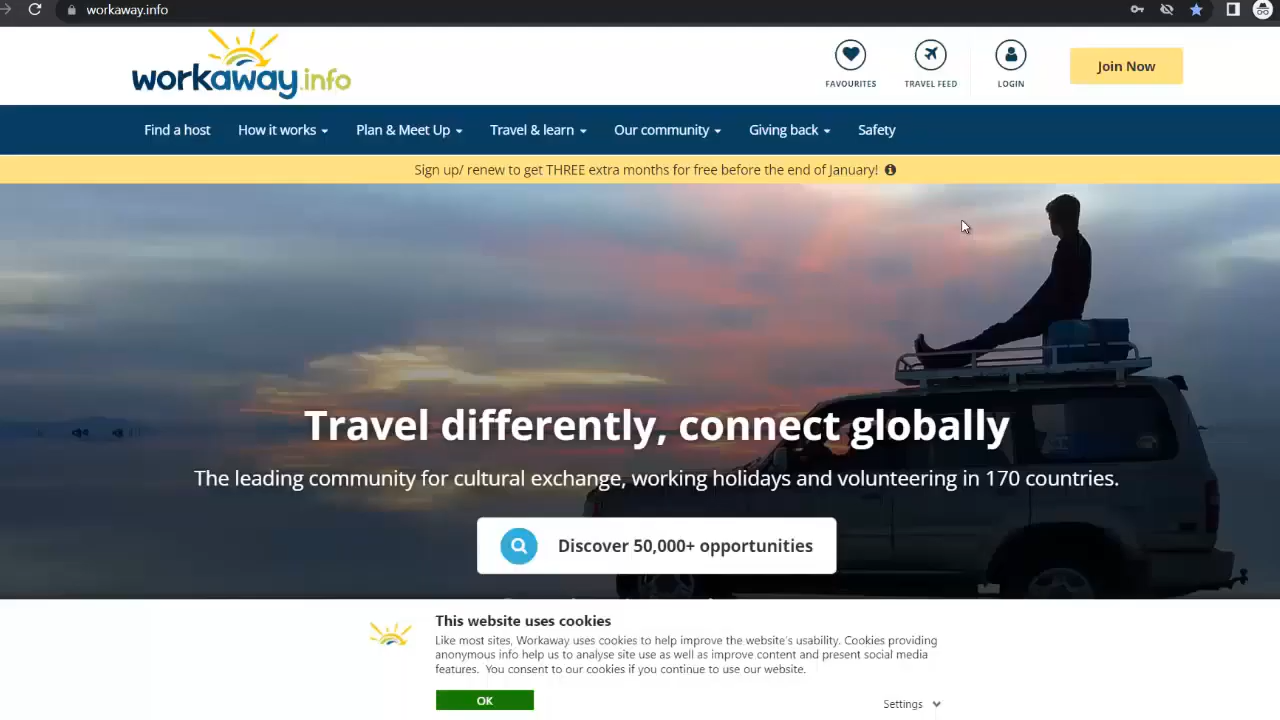 workaway.info
workaway.info
FAVOURITES
TRAVEL FEED
LOGIN
Join Now
Find a host
How it works
Plan & Meet Up
Travel & learn
Our community
Giving back
Safety
Sign up/ renew to get THREE extra months for free before the end of January!
Travel differently, connect globally
The leading community for cultural exchange, working holidays and volunteering in 170 countries.
Discover 50,000+ opportunities
This website uses cookies
Like most sites, Workaway uses cookies to help improve the website's usability. Cookies providing
anonymous info help us to analyse site use as well as improve content and present social media
features. You consent to our cookies if you continue to use our website.
OK
Settings